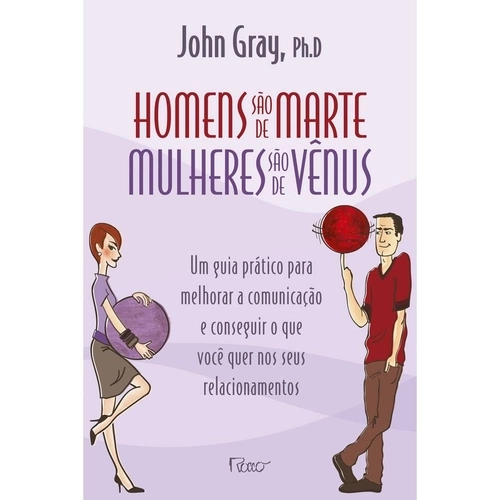 John Gray, Ph.D
HOMENS SÃO DE MARTE
MULHERES SÃO DE VÊNUS
Um guia prático para
melhorar a comunicação
e conseguir o que
você quer nos seus
relacionamentos
Rocco